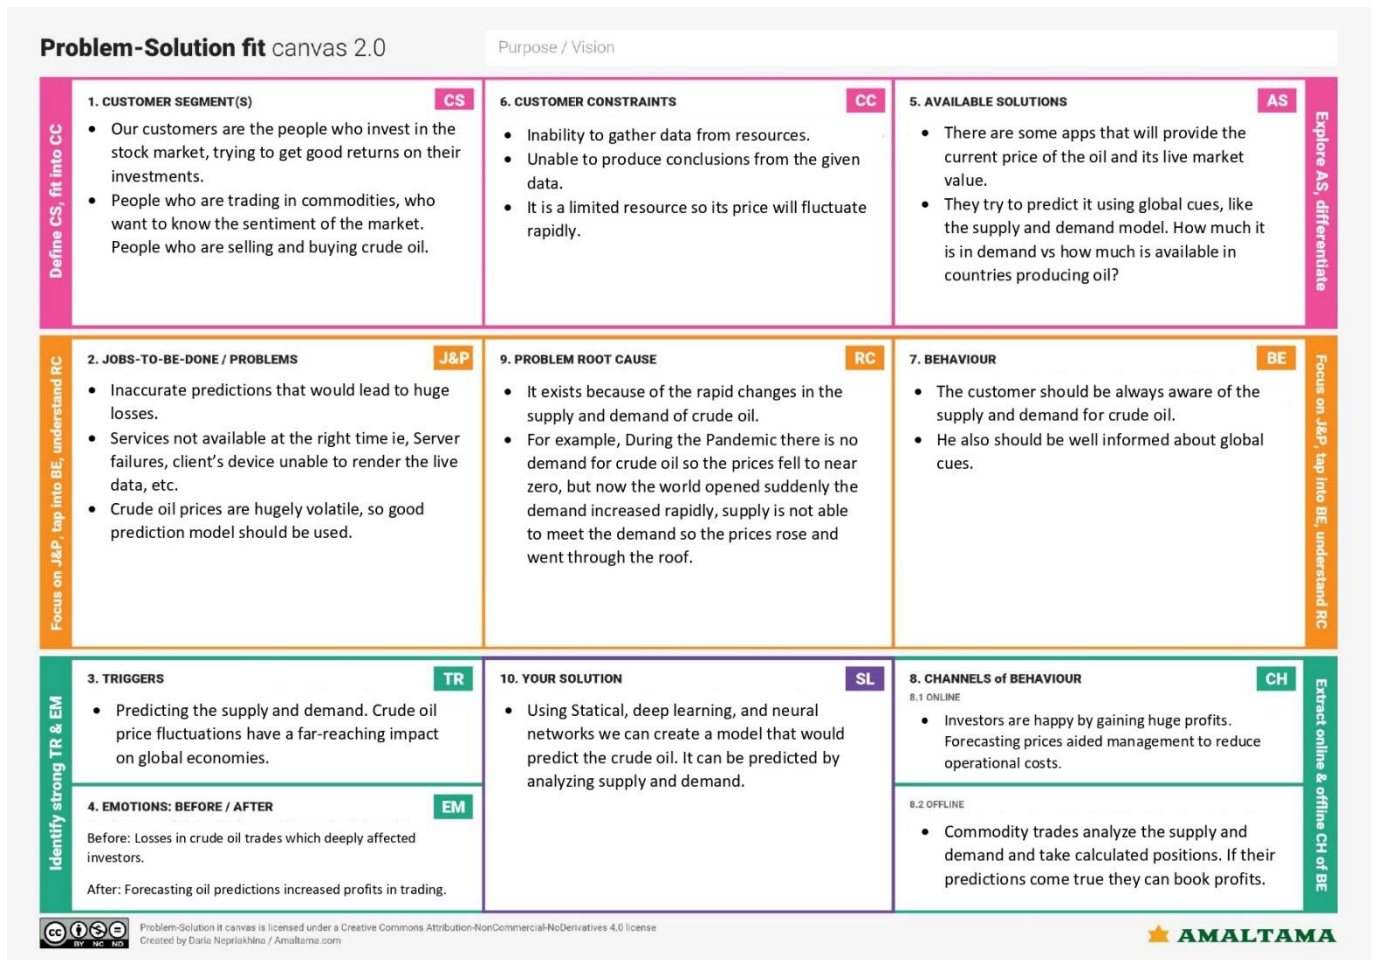 Problem-Solution fit canvas 2.0
Purpose / Vision
Define CS, fit into CC
1. CUSTOMER SEGMENT(S)
CS
• Our customers are the people who invest in the
stock market, trying to get good returns on their
investments.
• People who are trading in commodities, who
want to know the sentiment of the market.
People who are selling and buying crude oil.
6. CUSTOMER CONSTRAINTS
CC
• Inability to gather data from resources.
• Unable to produce conclusions from the given
data.
• It is a limited resource so its price will fluctuate
rapidly.
5. AVAILABLE SOLUTIONS
AS
• There are some apps that will provide the
current price of the oil and its live market
value.
• They try to predict it using global cues, like
the supply and demand model. How much it
is in demand vs how much is available in
countries producing oil?
Explore AS, differentiate
Focus on J&P, tap into BE, understand RC
2. JOBS-TO-BE-DONE / PROBLEMS
J&P
• Inaccurate predictions that would lead to huge
losses.
• Services not available at the right time ie, Server
failures, client's device unable to render the live
data, etc.
• Crude oil prices are hugely volatile, so good
prediction model should be used.
9. PROBLEM ROOT CAUSE
RC
• It exists because of the rapid changes in the
supply and demand of crude oil.
• For example, During the Pandemic there is no
demand for crude oil so the prices fell to near
zero, but now the world opened suddenly the
demand increased rapidly, supply is not able
to meet the demand so the prices rose and
went through the roof.
7. BEHAVIOUR
BE
• The customer should be always aware of the
supply and demand for crude oil.
• He also should be well informed about global
cues.
Focus on J&P, tap into BE, understand RC
Identify strong TR & EM
3. TRIGGERS
TR
• Predicting the supply and demand. Crude oil
price fluctuations have a far-reaching impact
on global economies.
4. EMOTIONS: BEFORE / AFTER
EM
Before: Losses in crude oil trades which deeply affected
investors.
After: Forecasting oil predictions increased profits in trading.
10. YOUR SOLUTION
SL
• Using Statical, deep learning, and neural
networks we can create a model that would
predict the crude oil. It can be predicted by
analyzing supply and demand.
8. CHANNELS of BEHAVIOUR
CH
8.1 ONLINE
• Investors are happy by gaining huge profits.
Forecasting prices aided management to reduce
operational costs.
8.2 OFFLINE
• Commodity trades analyze the supply and
demand and take calculated positions. If their
predictions come true they can book profits.
Extract online & offline CH of BE
cc BY NC ND
Problem-Solution it canvas is licensed under a Creative Commons Attribution-NonCommercial-NoDerivatives 4.0 license
Created by Daria Nepriakhina / Amaltama.com
AMALTAMA